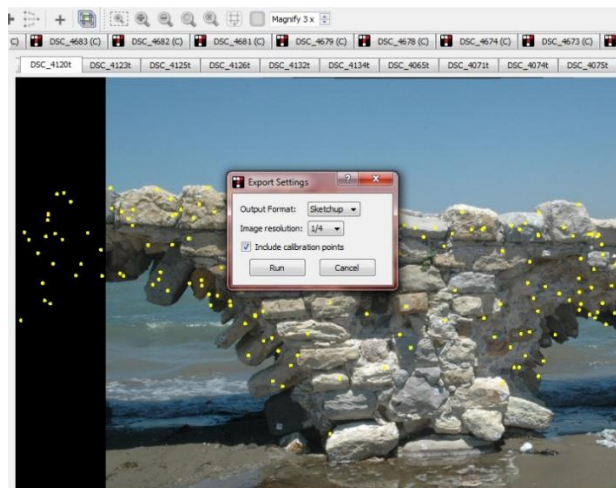 Magnify 3 x
C) DSC_4683 (C) DSC_4682 (C) DSC_4681 (C) DSC_4679 (C) DSC_4678 (C) DSC_4674 (C) DSC_4673 (C)
DSC_4120t DSC_4123t DSC_4125t DSC_4126t DSC_4132t DSC_4134t DSC_4065t DSC_4071t DSC_4074t DSC_4075t
Export Settings
Output Format: Sketchup
Image resolution: 1/4
Include calibration points
Run Cancel